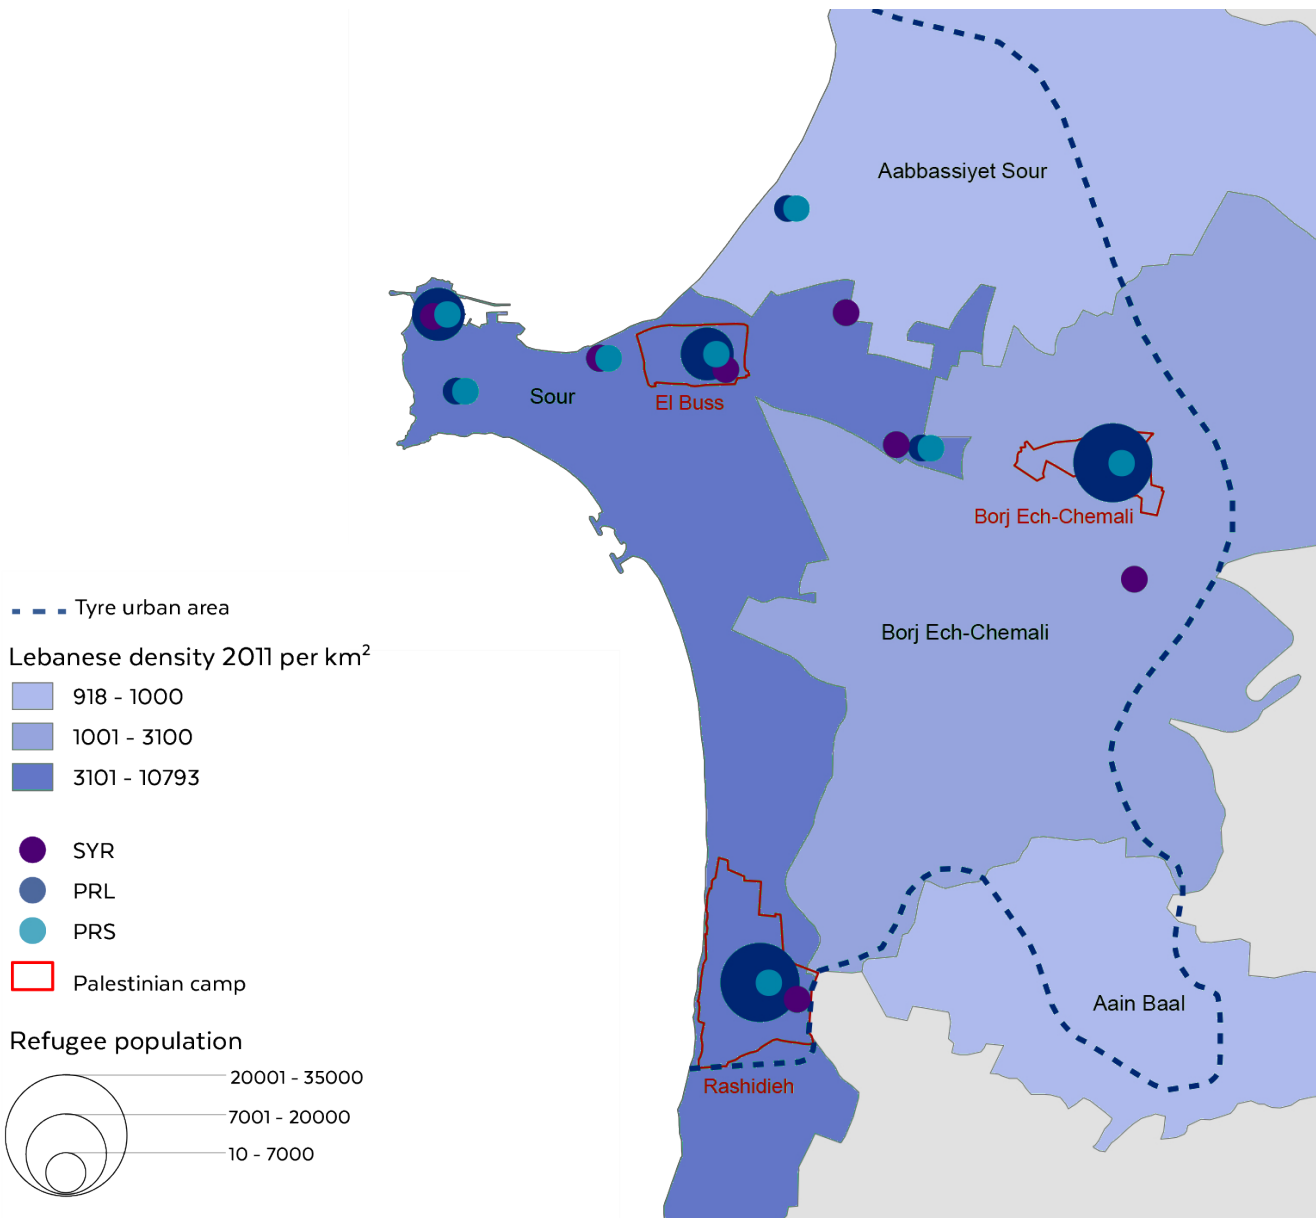 Aabbassiyet Sour
Sour
El Buss
Borj Ech-Chemali
Borj Ech-Chemali
Tyre urban area
Lebanese density 2011 per km²
918 - 1000
1001 - 3100
3101 - 10793
SYR
PRL
PRS
Palestinian camp
Aain Baal
Refugee population
20001 - 35000
Rashidieh
7001 - 20000
10 - 7000